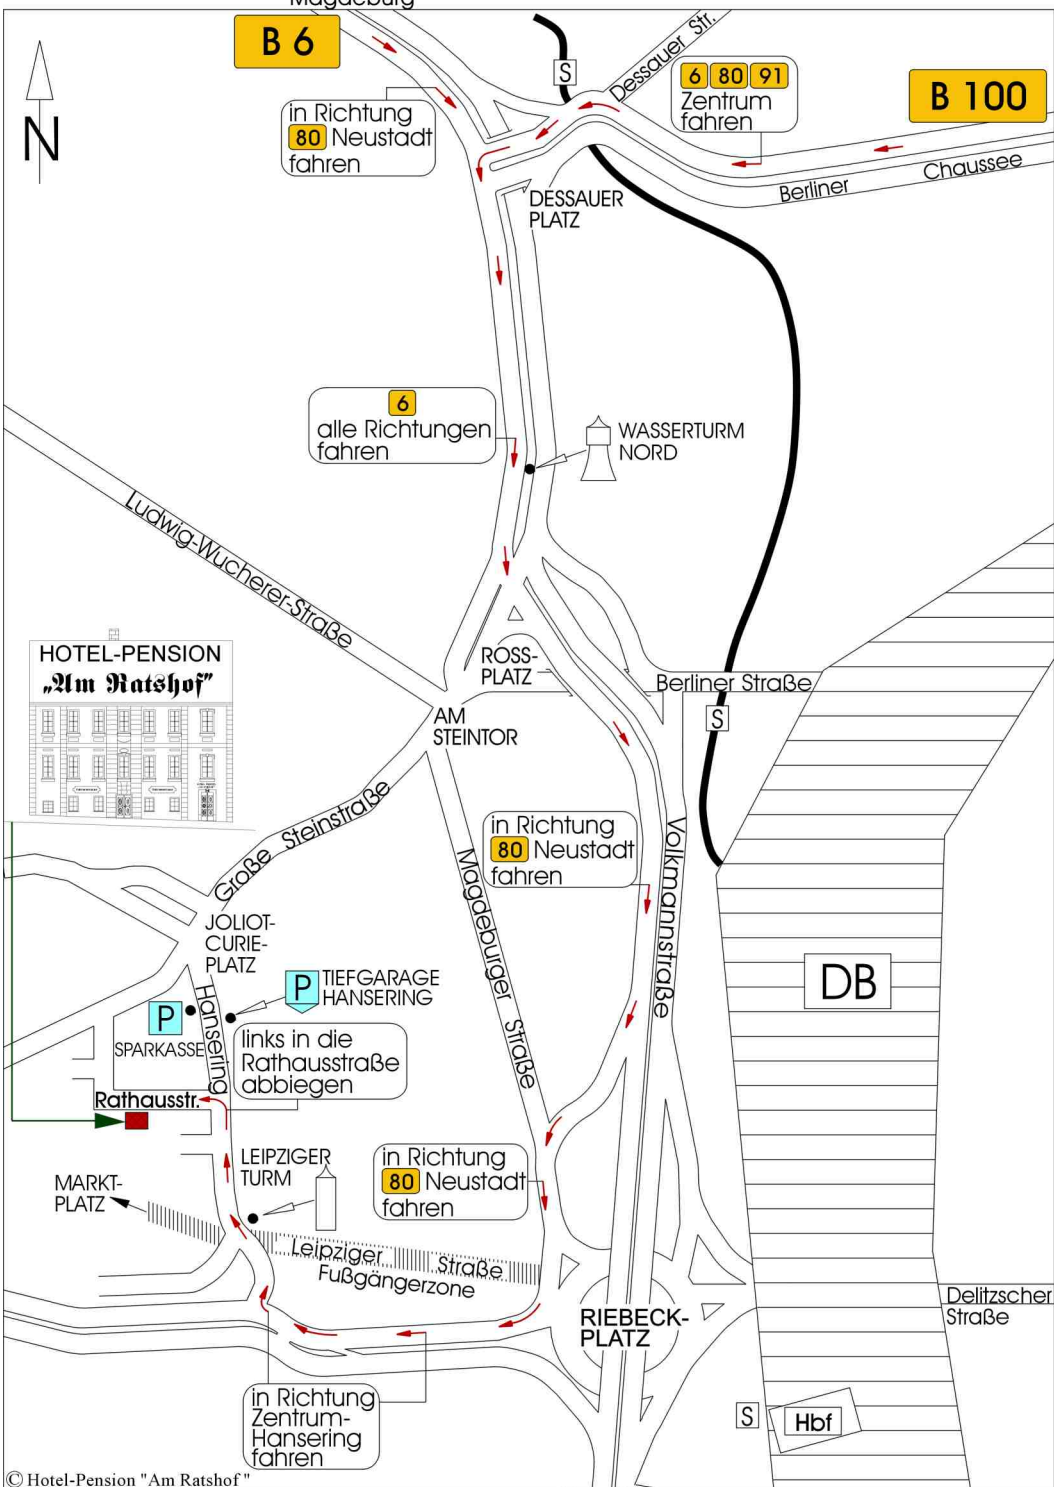 Magdeburg
B 6
Dessauer Str.
S
6 80 91
Zentrum
fahren
B 100
in Richtung
80 Neustadt
fahren
N
Berliner Chaussee
DESSAUER
PLATZ
6
alle Richtungen
fahren
WASSERTURM
NORD
Ludwig-Wucherer-Straße
HOTEL-PENSION
„Am Ratshof"
ROSS-
PLATZ
Berliner Straße
AM
STEINTOR
S
Große Steinstraße
in Richtung
80 Neustadt
fahren
Volkmannstraße
Magdeburger Straße
JOLIOT-
CURIE-
PLATZ
DB
P
TIEFGARAGE
HANSERING
P
SPARKASSE
Hansering
links in die
Rathausstraße
abbiegen
Rathausstr.
in Richtung
80 Neustadt
fahren
LEIPZIGER
TURM
MARKT-
PLATZ
Leipziger Straße
Fußgängerzone
RIEBECK-
PLATZ
Delitzscher
Straße
in Richtung
Zentrum-
Hansering
fahren
S
Hbf
© Hotel-Pension "Am Ratshof "